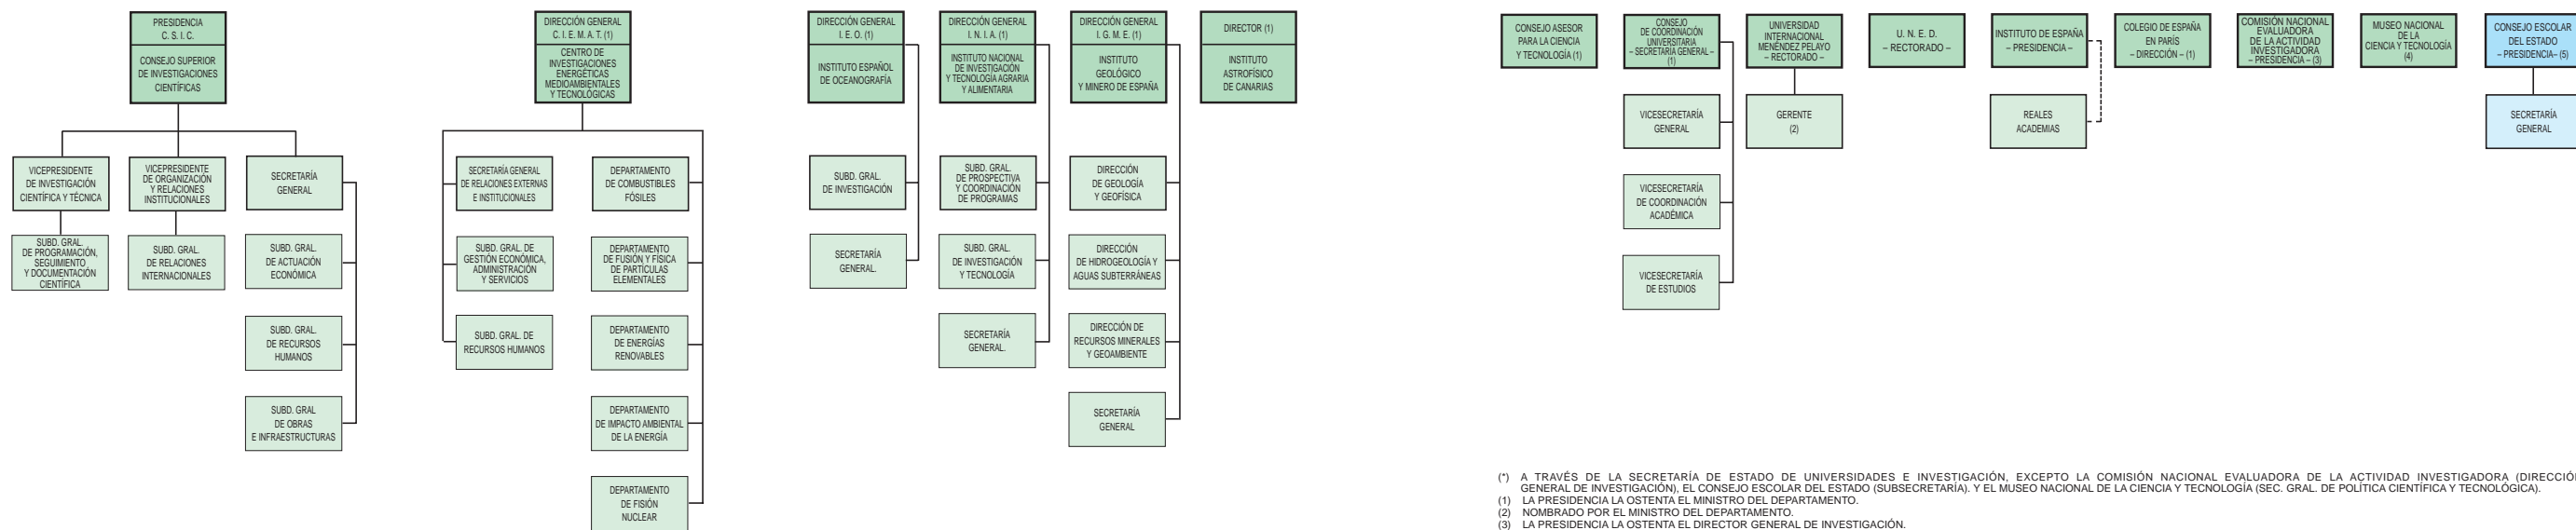 PRESIDENCIA
C. S. I. C.
CONSEJO SUPERIOR
DE INVESTIGACIONES
CIENTÍFICAS
VICEPRESIDENTE
DE INVESTIGACIÓN
CIENTÍFICA Y TÉCNICA
VICEPRESIDENTE
DE ORGANIZACIÓN
Y RELACIONES
INSTITUCIONALES
SECRETARÍA
GENERAL
SUBD. GRAL.
DE PROGRAMACIÓN,
SEGUIMIENTO
Y DOCUMENTACIÓN
CIENTÍFICA
SUBD. GRAL.
DE RELACIONES
INTERNACIONALES
SUBD. GRAL.
DE ACTUACIÓN
ECONÓMICA
SUBD. GRAL.
DE RECURSOS
HUMANOS
SUBD. GRAL
DE OBRAS
E INFRAESTRUCTURAS
DIRECCIÓN GENERAL
C. I. E. M. A. T. (1)
CENTRO DE
INVESTIGACIONES
ENERGÉTICAS
MEDIOAMBIENTALES
Y TECNOLÓGICAS
SECRETARÍA GENERAL
DE RELACIONES EXTERNAS
E INSTITUCIONALES
DEPARTAMENTO
DE COMBUSTIBLES
FÓSILES
SUBD. GRAL. DE
GESTIÓN ECONÓMICA,
ADMINISTRACIÓN
Y SERVICIOS
DEPARTAMENTO
DE FUSIÓN Y FÍSICA
DE PARTÍCULAS
ELEMENTALES
SUBD. GRAL. DE
RECURSOS HUMANOS
DEPARTAMENTO
DE ENERGÍAS
RENOVABLES
DEPARTAMENTO
DE IMPACTO AMBIENTAL
DE LA ENERGÍA
DEPARTAMENTO
DE FISIÓN
NUCLEAR
DIRECCIÓN GENERAL
I. E. O. (1)
INSTITUTO ESPAÑOL
DE OCEANOGRAFÍA
SUBD. GRAL.
DE INVESTIGACIÓN
SECRETARÍA
GENERAL.
DIRECCIÓN GENERAL
I. N. I. A. (1)
INSTITUTO NACIONAL
DE INVESTIGACIÓN
Y TECNOLOGÍA AGRARIA
Y ALIMENTARIA
SUBD. GRAL.
DE PROSPECTIVA
Y COORDINACIÓN
DE PROGRAMAS
SUBD. GRAL.
DE INVESTIGACIÓN
Y TECNOLOGÍA
SECRETARÍA
GENERAL.
DIRECCIÓN GENERAL
I. G. M. E. (1)
INSTITUTO
GEOLÓGICO
Y MINERO DE ESPAÑA
DIRECCIÓN
DE GEOLOGÍA
Y GEOFÍSICA
DIRECCIÓN
DE HIDROGEOLOGÍA Y
AGUAS SUBTERRÁNEAS
DIRECCIÓN DE
RECURSOS MINERALES
Y GEOAMBIENTE
SECRETARÍA
GENERAL
DIRECTOR (1)
INSTITUTO
ASTROFÍSICO
DE CANARIAS
CONSEJO ASESOR
PARA LA CIENCIA
Y TECNOLOGÍA (1)
CONSEJO
DE COORDINACIÓN
UNIVERSITARIA
– SECRETARÍA GENERAL –
(1)
VICESECRETARÍA
GENERAL
VICESECRETARÍA
DE COORDINACIÓN
ACADÉMICA
VICESECRETARÍA
DE ESTUDIOS
UNIVERSIDAD
INTERNACIONAL
MENÉNDEZ PELAYO
– RECTORADO –
GERENTE
(2)
U. N. E. D.
– RECTORADO –
INSTITUTO DE ESPAÑA
– PRESIDENCIA –
REALES
ACADEMIAS
COLEGIO DE ESPAÑA
EN PARÍS
– DIRECCIÓN – (1)
COMISIÓN NACIONAL
EVALUADORA
DE LA ACTIVIDAD
INVESTIGADORA
– PRESIDENCIA – (3)
MUSEO NACIONAL
DE LA
CIENCIA Y TECNOLOGÍA
(4)
CONSEJO ESCOLAR
DEL ESTADO
– PRESIDENCIA– (5)
SECRETARÍA
GENERAL
(*) A TRAVÉS DE LA SECRETARÍA DE ESTADO DE UNIVERSIDADES E INVESTIGACIÓN, EXCEPTO LA COMISIÓN NACIONAL EVALUADORA DE LA ACTIVIDAD INVESTIGADORA (DIRECCIÓN
GENERAL DE INVESTIGACIÓN), EL CONSEJO ESCOLAR DEL ESTADO (SUBSECRETARÍA). Y EL MUSEO NACIONAL DE LA CIENCIA Y TECNOLOGÍA (SEC. GRAL. DE POLÍTICA CIENTÍFICA Y TECNOLÓGICA).
(1) LA PRESIDENCIA LA OSTENTA EL MINISTRO DEL DEPARTAMENTO.
(2) NOMBRADO POR EL MINISTRO DEL DEPARTAMENTO.
(3) LA PRESIDENCIA LA OSTENTA EL DIRECTOR GENERAL DE INVESTIGACIÓN.